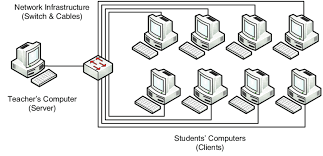 Network Infrastructure
(Switch & Cables)
Teacher's Computer
(Server)
Students' Computers
(Clients)